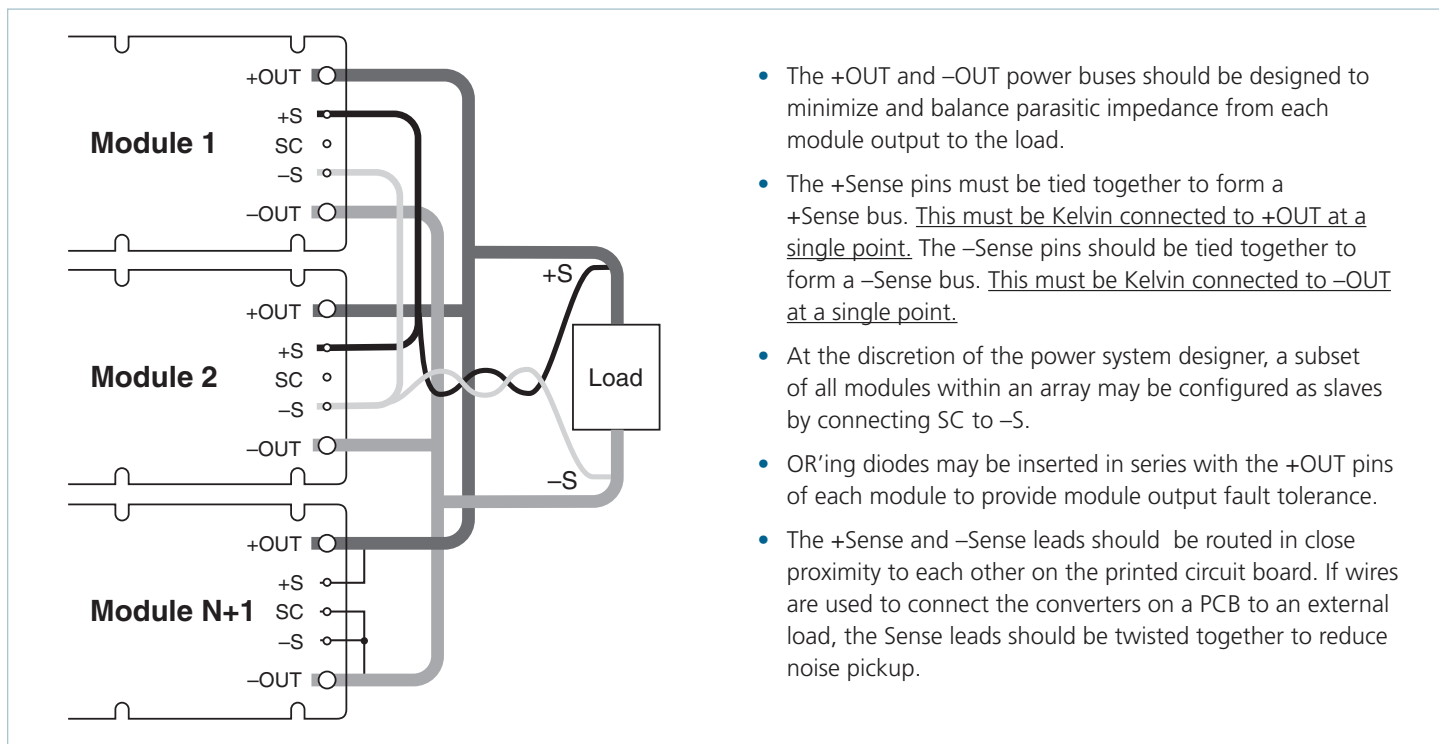 +OUT
+S
Module 1
SC
–S
–OUT
+OUT
+S
Module 2
SC
–S
–OUT
+OUT
+S
Module N+1
SC
–S
–OUT
+S
Load
–S
• The +OUT and –OUT power buses should be designed to
minimize and balance parasitic impedance from each
module output to the load.
• The +Sense pins must be tied together to form a
+Sense bus. This must be Kelvin connected to +OUT at a
single point. The –Sense pins should be tied together to
form a –Sense bus. This must be Kelvin connected to –OUT
at a single point.
• At the discretion of the power system designer, a subset
of all modules within an array may be configured as slaves
by connecting SC to –S.
• OR’ing diodes may be inserted in series with the +OUT pins
of each module to provide module output fault tolerance.
• The +Sense and –Sense leads should be routed in close
proximity to each other on the printed circuit board. If wires
are used to connect the converters on a PCB to an external
load, the Sense leads should be twisted together to reduce
noise pickup.